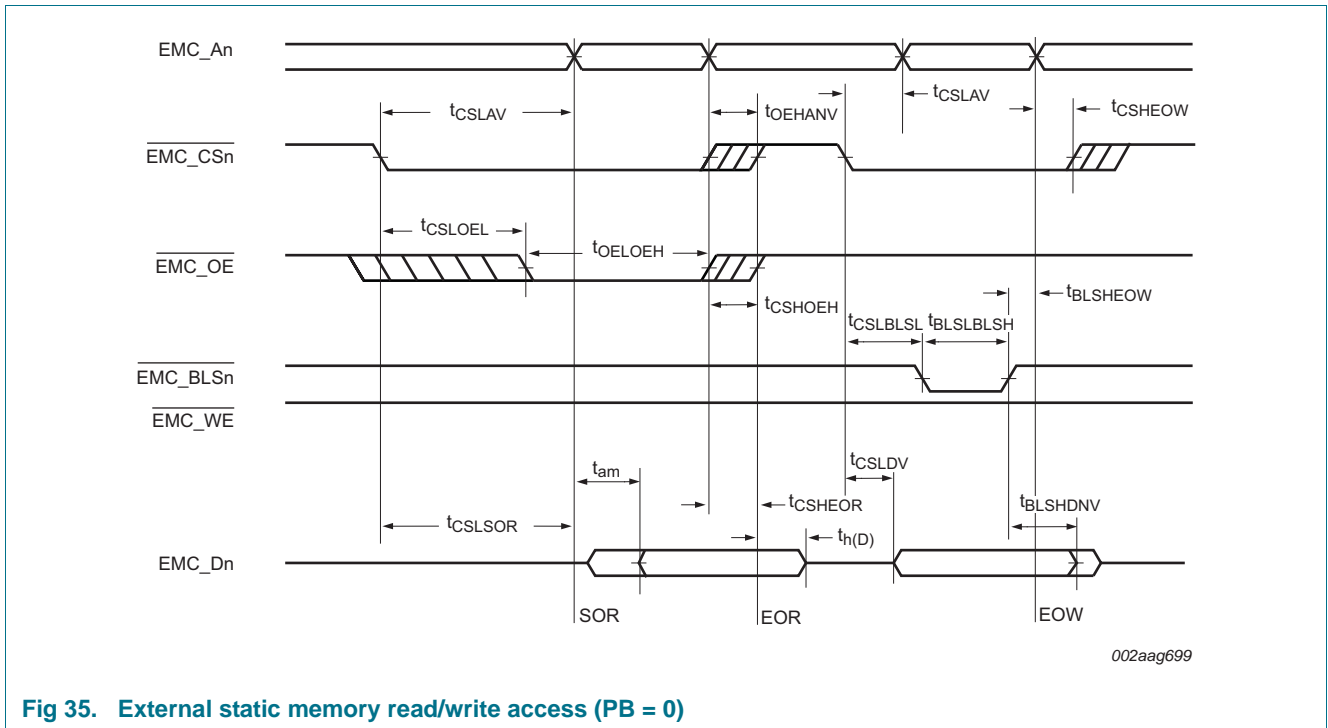 EMC_An
tCSLAV
tOEHANV
tCSLAV
tCSHEOW
EMC_CSn
tCSLOEL
tOELOEH
EMC_OE
tCSHOEH
tBLSHEOW
tCSLBLSL
tBLSLBLSH
EMC_BLSn
EMC_WE
tam
tCSLDV
tCSHEOR
tBLSHDNV
tCSLSOR
th(D)
EMC_Dn
SOR
EOR
EOW
002aag699
Fig 35. External static memory read/write access (PB = 0)